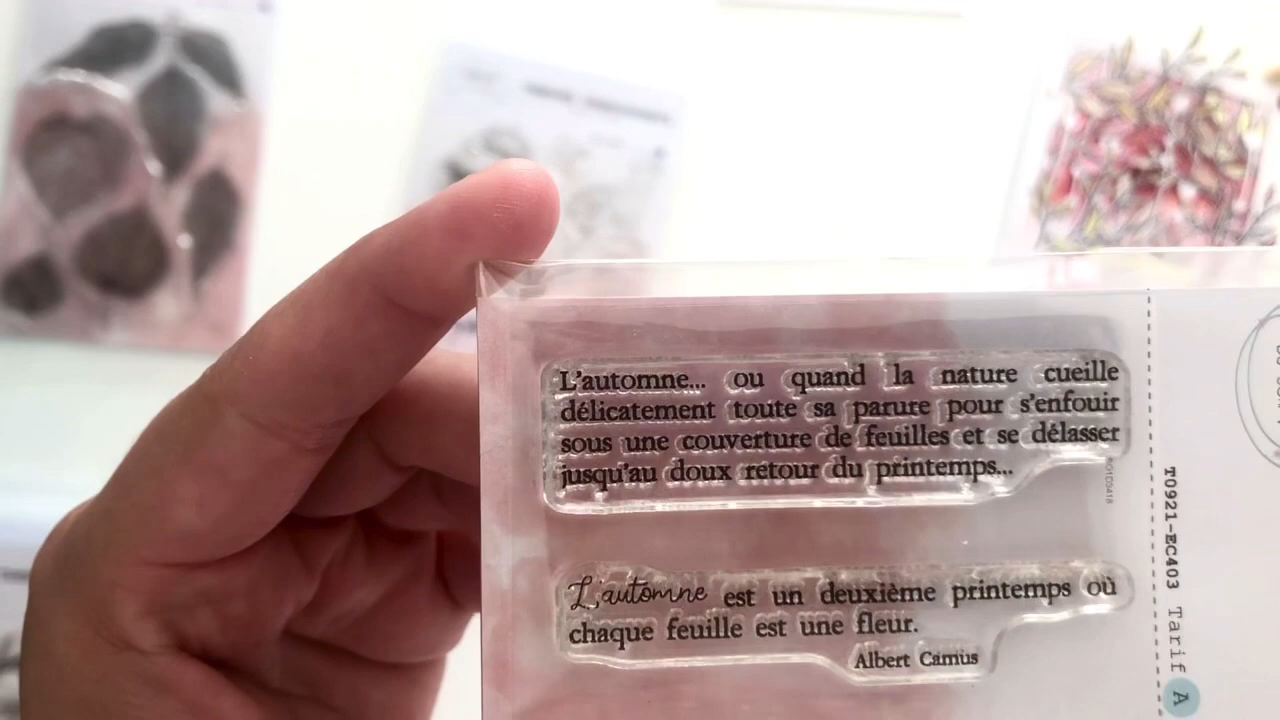 L'automne... ou quand la nature cueille
délicatement toute sa parure pour s'enfouir
sous une couverture de feuilles et se délasser
jusqu'au doux retour du printemps...
L'automne est un deuxième printemps où
chaque feuille est une fleur.
Albert Camus
T0921-EC403 Tarif A